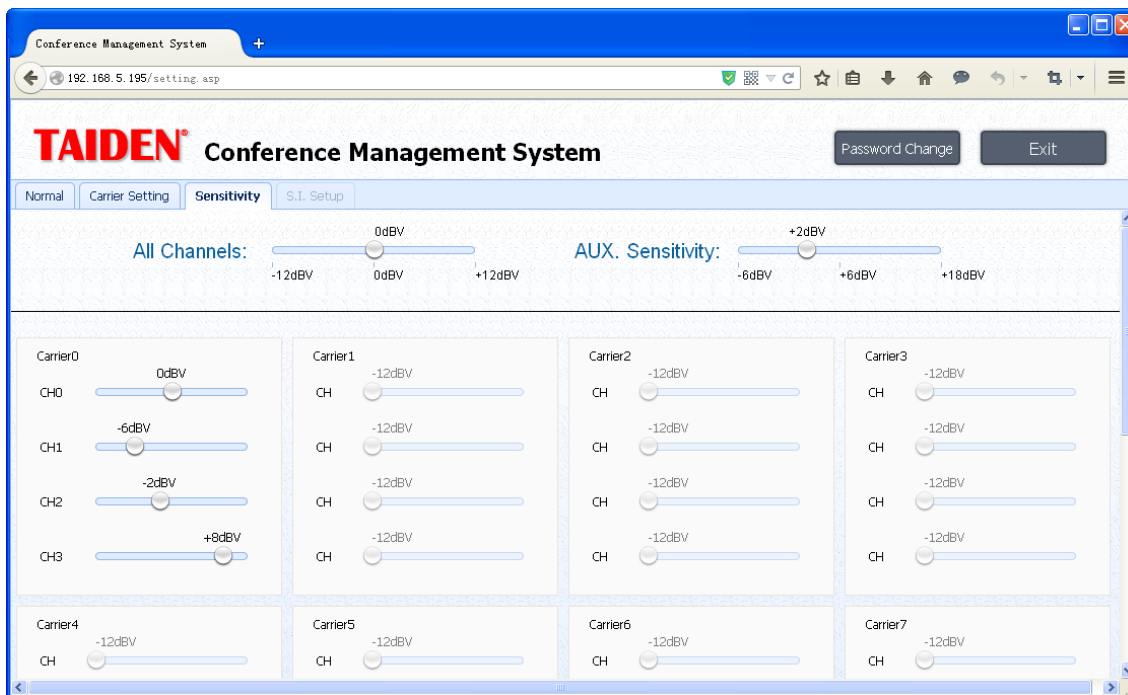 Conference Management System
192.168.5.195/setting.asp
TAIDEN® Conference Management System
Password Change
Exit
Normal
Carrier Setting
Sensitivity
S.I. Setup
All Channels:
0dBV
-12dBV 0dBV +12dBV
AUX. Sensitivity:
+2dBV
-6dBV +6dBV +18dBV
Carrier0
0dBV
CH0
-6dBV
CH1
-2dBV
CH2
+8dBV
CH3
Carrier1
-12dBV
CH
-12dBV
CH
-12dBV
CH
-12dBV
CH
Carrier2
-12dBV
CH
-12dBV
CH
-12dBV
CH
-12dBV
CH
Carrier3
-12dBV
CH
-12dBV
CH
-12dBV
CH
-12dBV
CH
Carrier4
-12dBV
CH
Carrier5
-12dBV
CH
Carrier6
-12dBV
CH
Carrier7
-12dBV
CH